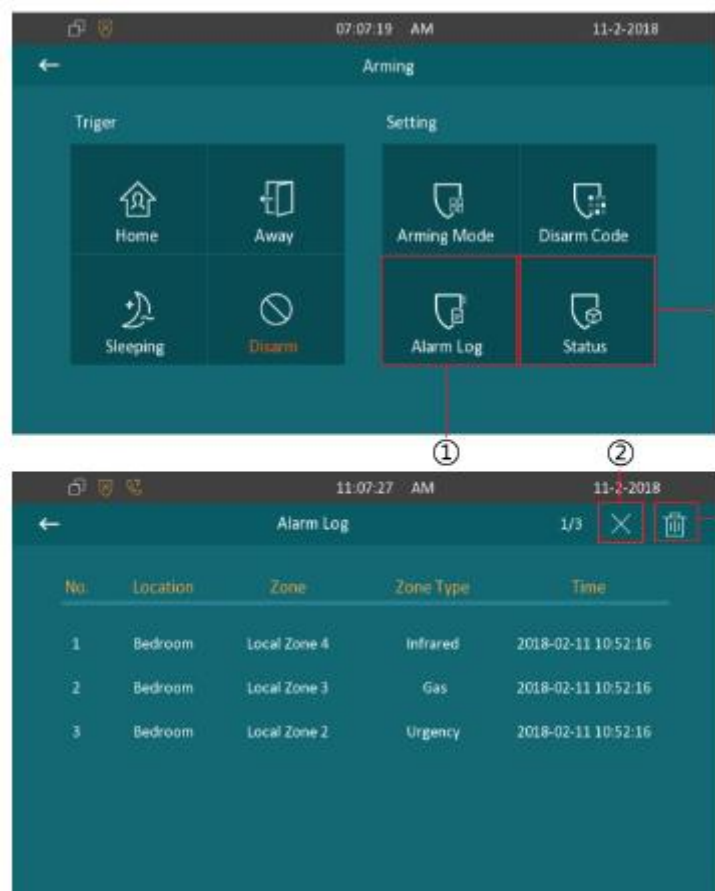 07:07:19 AM 11-2-2018
Arming
Triger Setting
Home Away Arming Mode Disarm Code
Sleeping Disarm Alarm Log Status
① ②
11:07:27 AM 11-2-2018
Alarm Log 1/3
No. Location Zone Zone Type Time
1 Bedroom Local Zone 4 Infrared 2018-02-11 10:52:16
2 Bedroom Local Zone 3 Gas 2018-02-11 10:52:16
3 Bedroom Local Zone 2 Urgency 2018-02-11 10:52:16